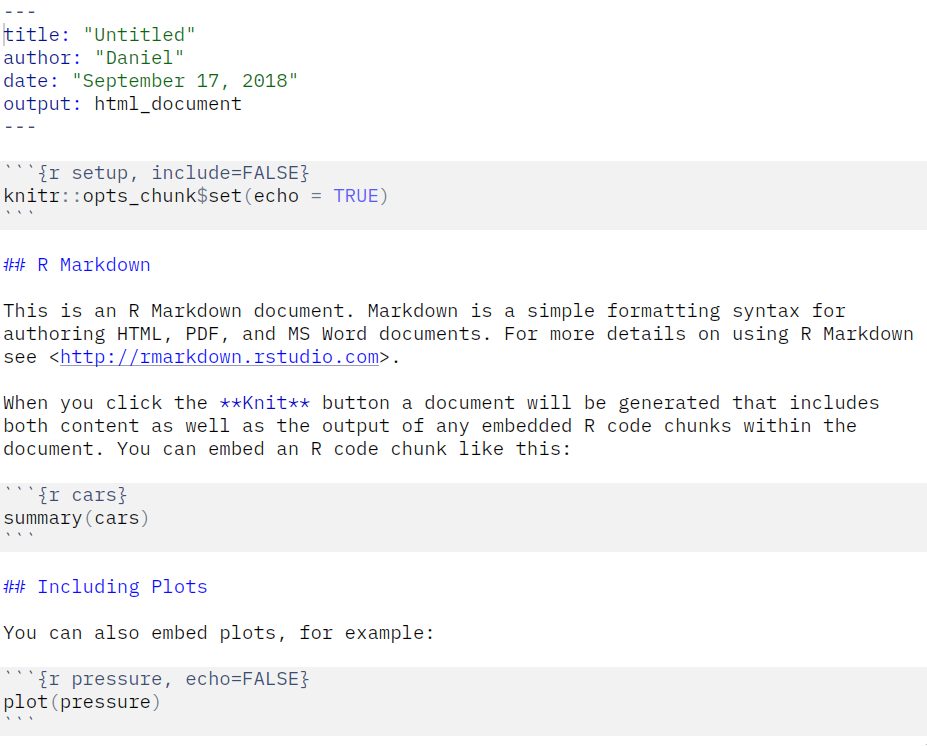 ---
title: "Untitled"
author: "Daniel"
date: "September 17, 2018"
output: html_document
---
```{r setup, include=FALSE}
knitr::opts_chunk$set(echo = TRUE)
```
## R Markdown
This is an R Markdown document. Markdown is a simple formatting syntax for
authoring HTML, PDF, and MS Word documents. For more details on using R Markdown
see <http://rmarkdown.rstudio.com>.
When you click the **Knit** button a document will be generated that includes
both content as well as the output of any embedded R code chunks within the
document. You can embed an R code chunk like this:
```{r cars}
summary(cars)
```
## Including Plots
You can also embed plots, for example:
```{r pressure, echo=FALSE}
plot(pressure)
```